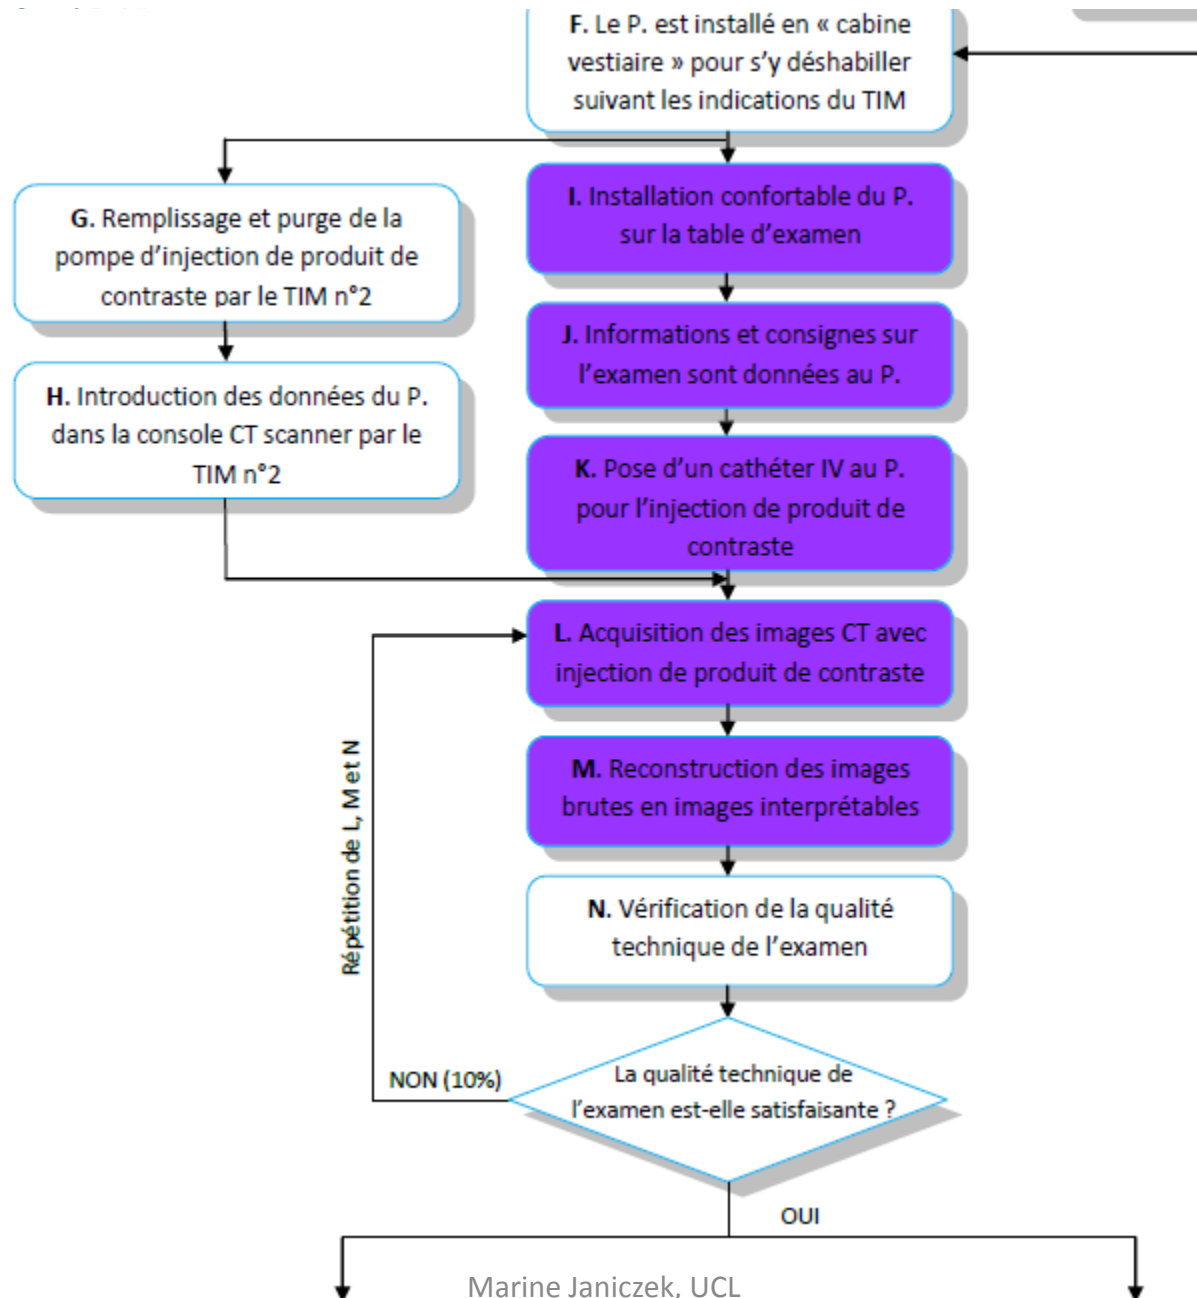 F. Le P. est installé en « cabine
vestiaire » pour s’y déshabiller
suivant les indications du TIM
G. Remplissage et purge de la
pompe d’injection de produit de
contraste par le TIM n°2
H. Introduction des données du P.
dans la console CT scanner par le
TIM n°2
I. Installation confortable du P.
sur la table d’examen
J. Informations et consignes sur
l’examen sont données au P.
K. Pose d’un cathéter IV au P.
pour l’injection de produit de
contraste
L. Acquisition des images CT avec
injection de produit de contraste
M. Reconstruction des images
brutes en images interprétables
N. Vérification de la qualité
technique de l’examen
Répétition de L, M et N
La qualité technique de
l’examen est-elle satisfaisante ?
NON (10%)
OUI
Marine Janiczek, UCL